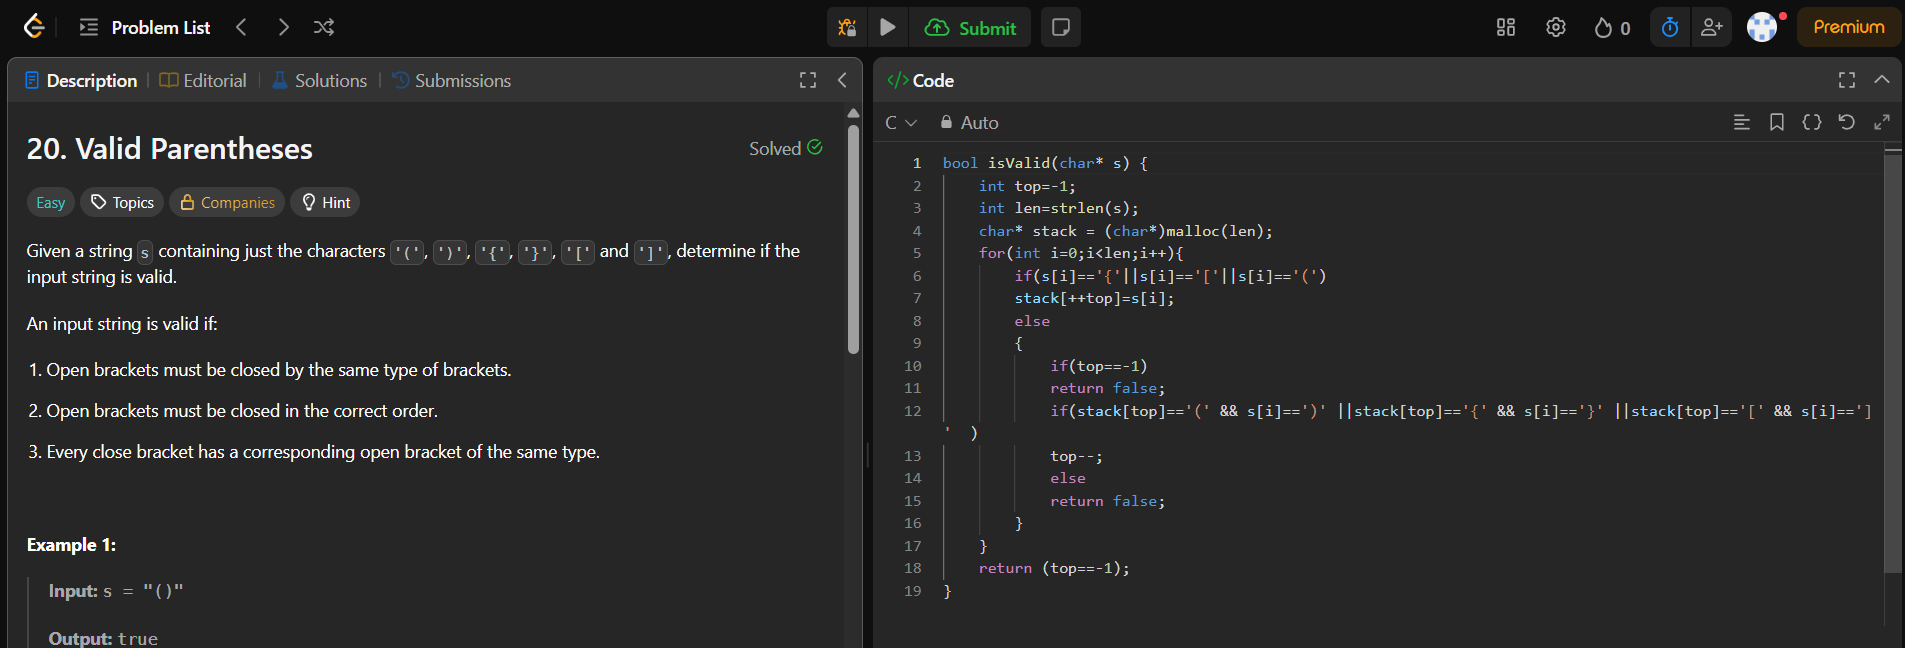 Problem List
Submit
0
Premium
Description
Editorial
Solutions
Submissions
</> Code
C
Auto
20. Valid Parentheses
Solved
Easy
Topics
Companies
Hint
Given a string s containing just the characters '(', ')', '{', '}', '[' and ']', determine if the
input string is valid.
An input string is valid if:
1. Open brackets must be closed by the same type of brackets.
2. Open brackets must be closed in the correct order.
3. Every close bracket has a corresponding open bracket of the same type.
Example 1:
Input: s = "()"
Output: true
1 bool isValid(char* s) {
2     int top=-1;
3     int len=strlen(s);
4     char* stack = (char*)malloc(len);
5     for(int i=0;i<len;i++){
6         if(s[i]=='{'||s[i]=='['||s[i]=='(')
7         stack[++top]=s[i];
8         else
9         {
10             if(top==-1)
11             return false;
12             if(stack[top]=='(' && s[i]==')' ||stack[top]=='{' && s[i]=='}' ||stack[top]=='[' && s[i]==']
'  )
13             top--;
14             else
15             return false;
16         }
17     }
18     return (top==-1);
19 }